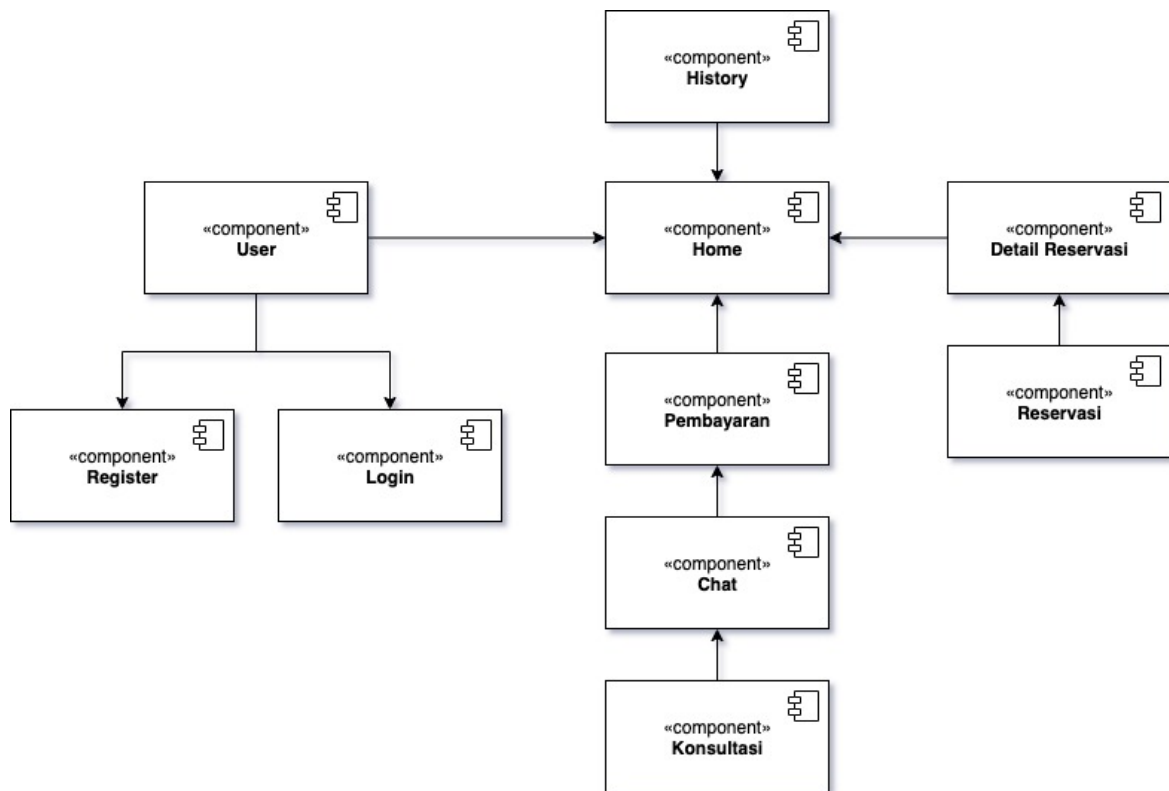 «component»
History
«component»
User
«component»
Home
«component»
Detail Reservasi
«component»
Pembayaran
«component»
Reservasi
«component»
Register
«component»
Login
«component»
Chat
«component»
Konsultasi